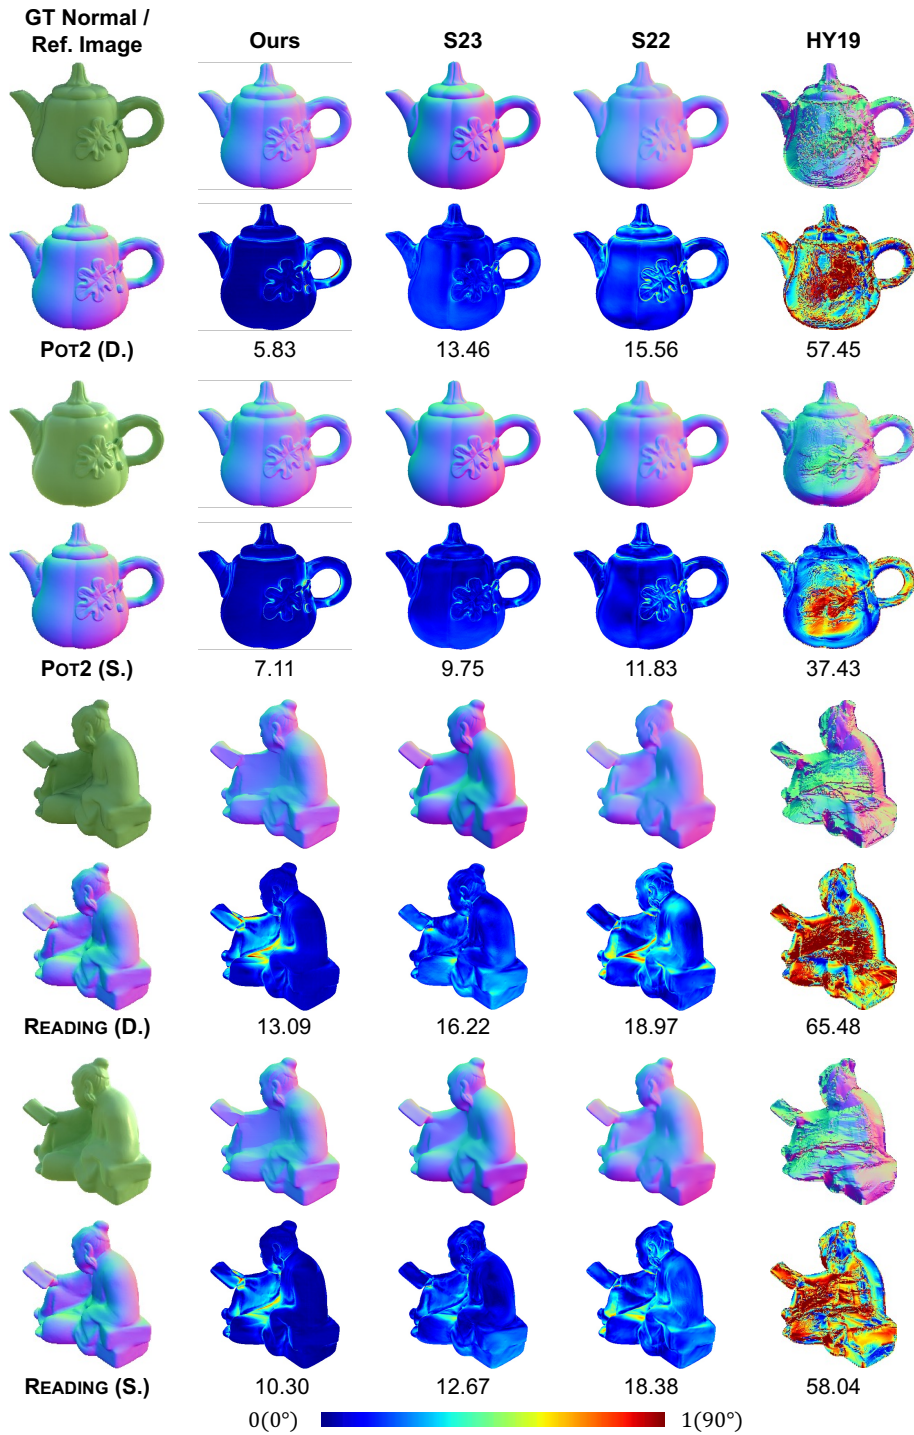 GT Normal /
Ref. Image
Ours
S23
S22
HY19
POT2 (D.)
5.83
13.46
15.56
57.45
POT2 (S.)
7.11
9.75
11.83
37.43
READING (D.)
13.09
16.22
18.97
65.48
READING (S.)
10.30
12.67
18.38
58.04
0(0°)
1(90°)